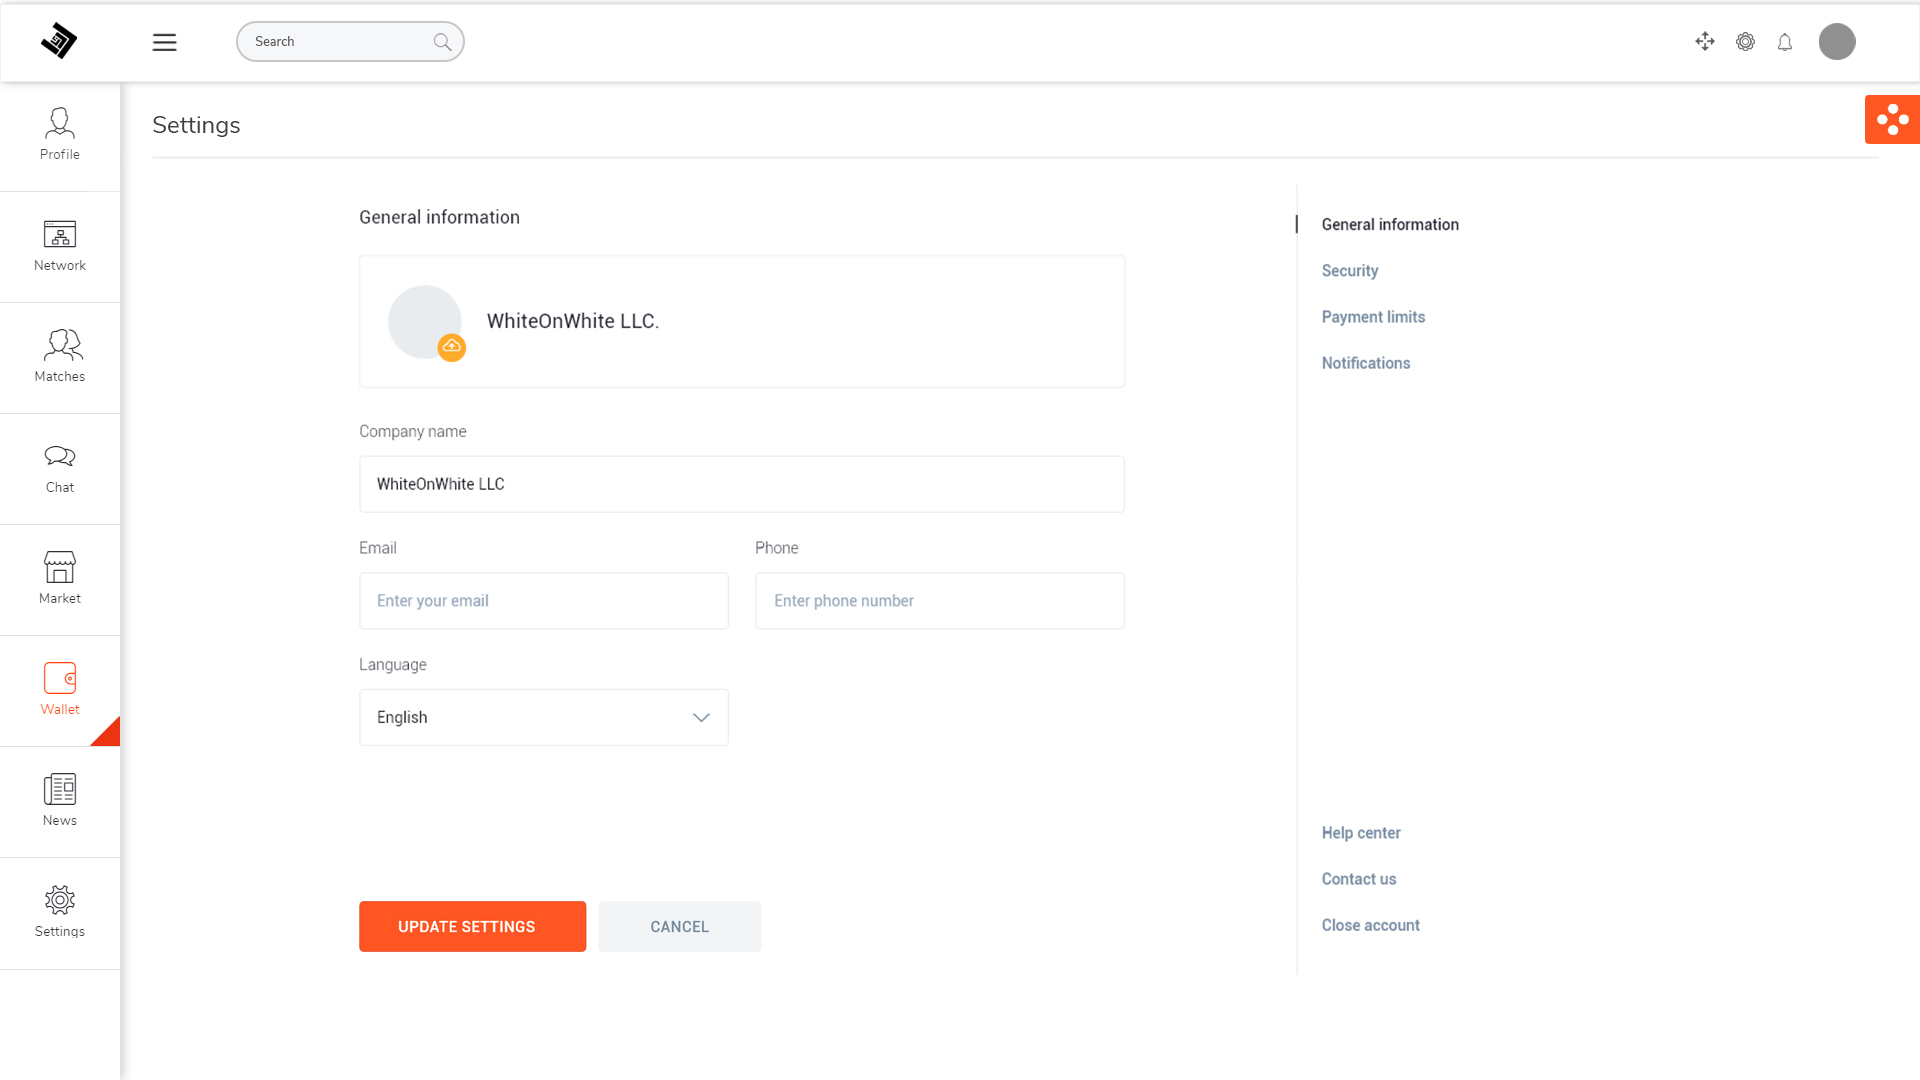 Search
Profile
Network
Matches
Chat
Market
Wallet
News
Settings
Settings
General information
WhiteOnWhite LLC.
Company name
WhiteOnWhite LLC
Email
Phone
Enter your email
Enter phone number
Language
English
UPDATE SETTINGS
CANCEL
General information
Security
Payment limits
Notifications
Help center
Contact us
Close account